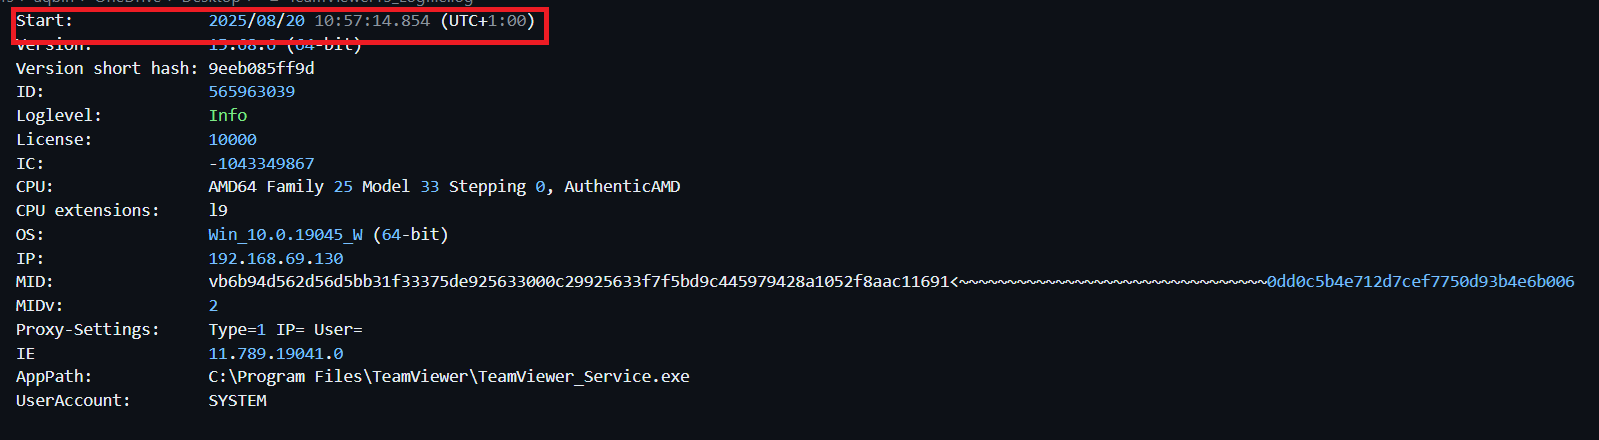 Desktop
TeamViewer15_Logfile.log
Start: 2025/08/20 10:57:14.854 (UTC+1:00)
Version: 15.68.6 (64-bit)
Version short hash: 9eeb085ff9d
ID: 565963039
Loglevel: Info
License: 10000
IC: -1043349867
CPU: AMD64 Family 25 Model 33 Stepping 0, AuthenticAMD
CPU extensions: l9
OS: Win_10.0.19045_W (64-bit)
IP: 192.168.69.130
MID: vb6b94d562d56d5bb31f33375de925633000c29925633f7f5bd9c445979428a1052f8aac11691<~~~~~~~~~~~~~~~~~~~~~~~~~~~~~~~~0dd0c5b4e712d7cef7750d93b4e6b006
MIDv: 2
Proxy-Settings: Type=1 IP= User=
IE 11.789.19041.0
AppPath: C:\Program Files\TeamViewer\TeamViewer_Service.exe
UserAccount: SYSTEM